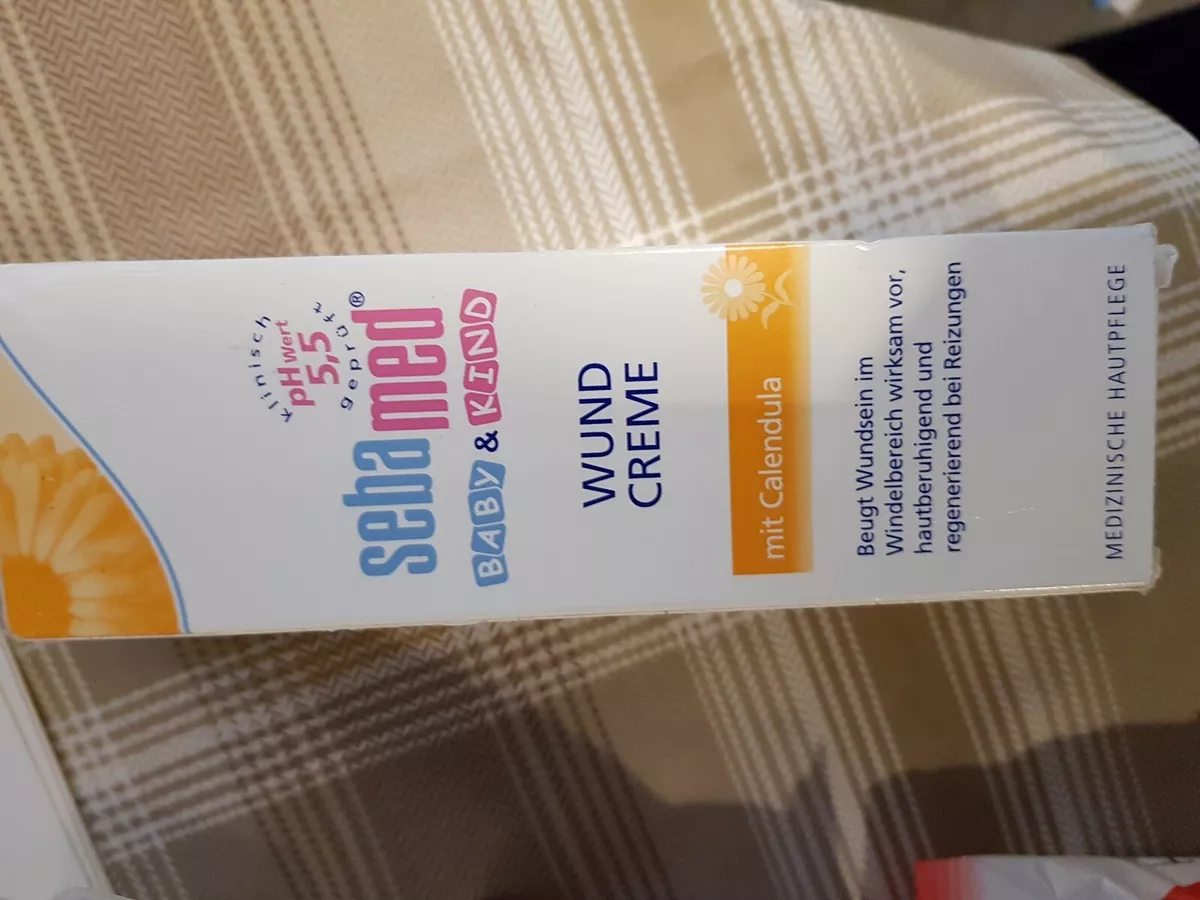 klinisch
pH Wert
5,5
geprüft
sebamed®
BABY & KIND
WUND
CREME
mit Calendula
Beugt Wundsein im
Windelbereich wirksam vor,
hautberuhigend und
regenerierend bei Reizungen
MEDIZINISCHE HAUTPFLEGE